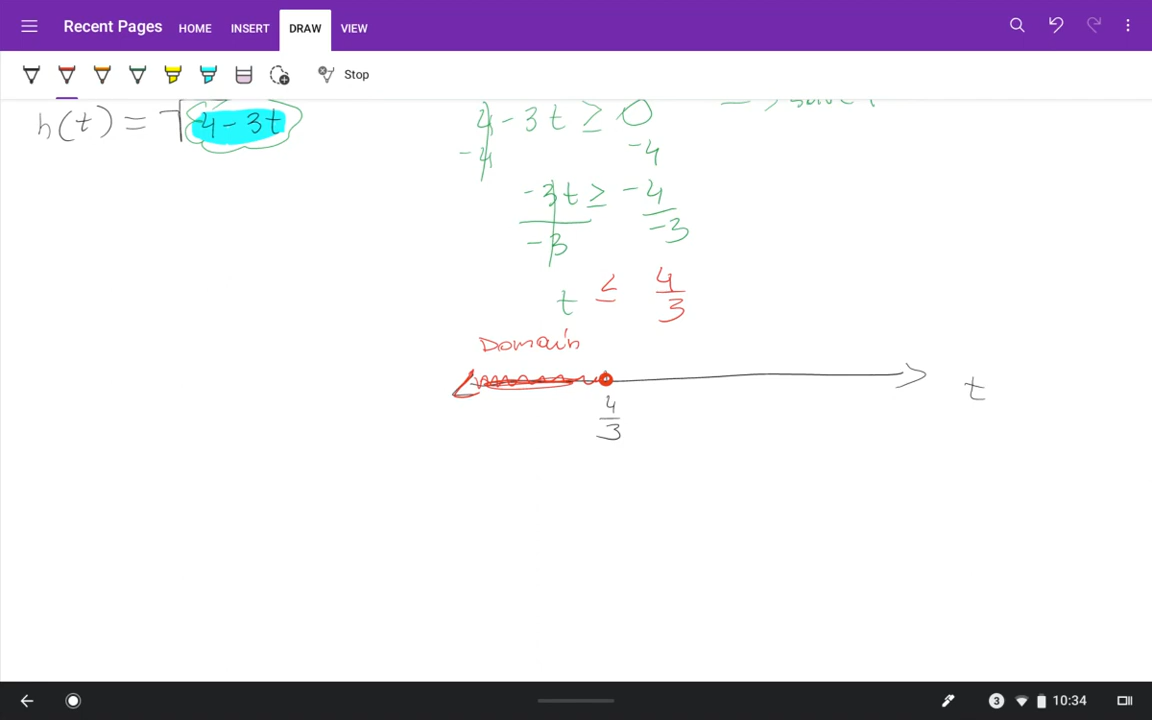 Recent Pages HOME INSERT DRAW VIEW
Stop
h(t) = √4 - 3t
4 - 3t ≥ 0
-4 -4
-3t ≥ -4
-3 -3
t ≤ 4/3
Domain
t
4/3
3 10:34